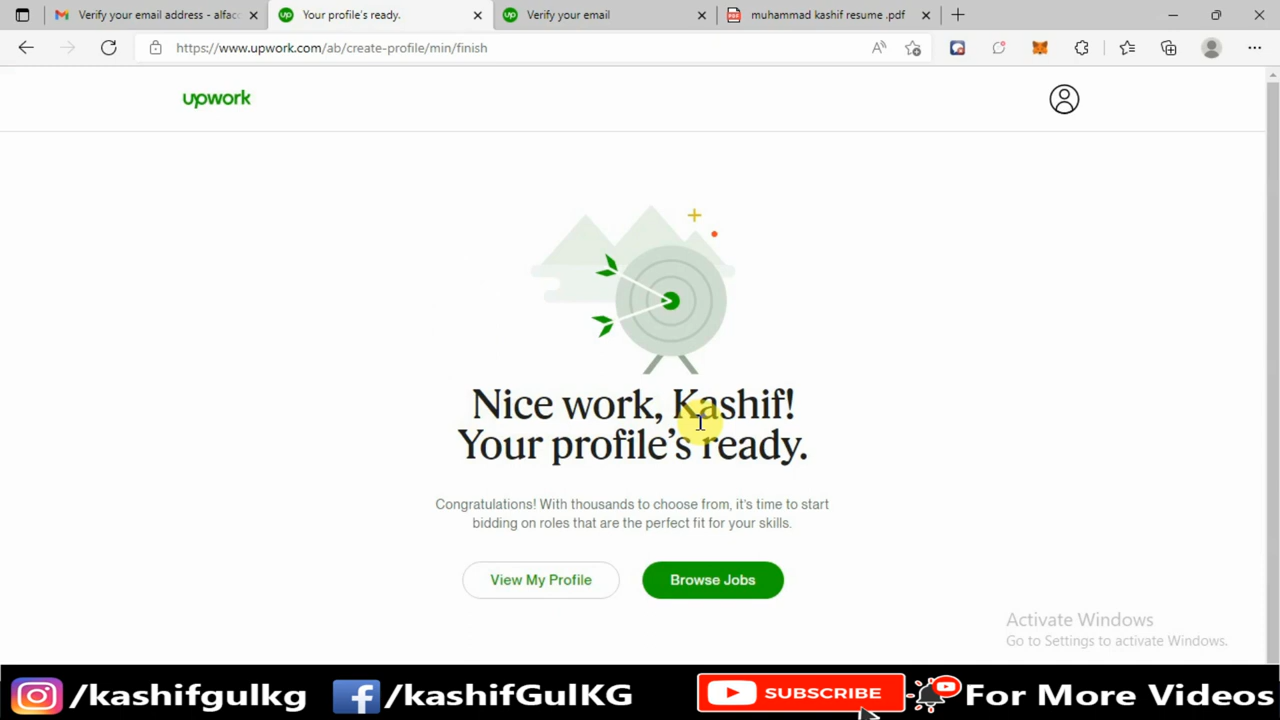 Verify your email address - alfacc
Your profile's ready.
Verify your email
muhammad kashif resume .pdf
https://www.upwork.com/ab/create-profile/min/finish
upwork
Nice work, Kashif!
Your profile's ready.
Congratulations! With thousands to choose from, it's time to start
bidding on roles that are the perfect fit for your skills.
View My Profile
Browse Jobs
Activate Windows
Go to Settings to activate Windows.
/kashifgulkg
/kashifGulKG
SUBSCRIBE
For More Videos